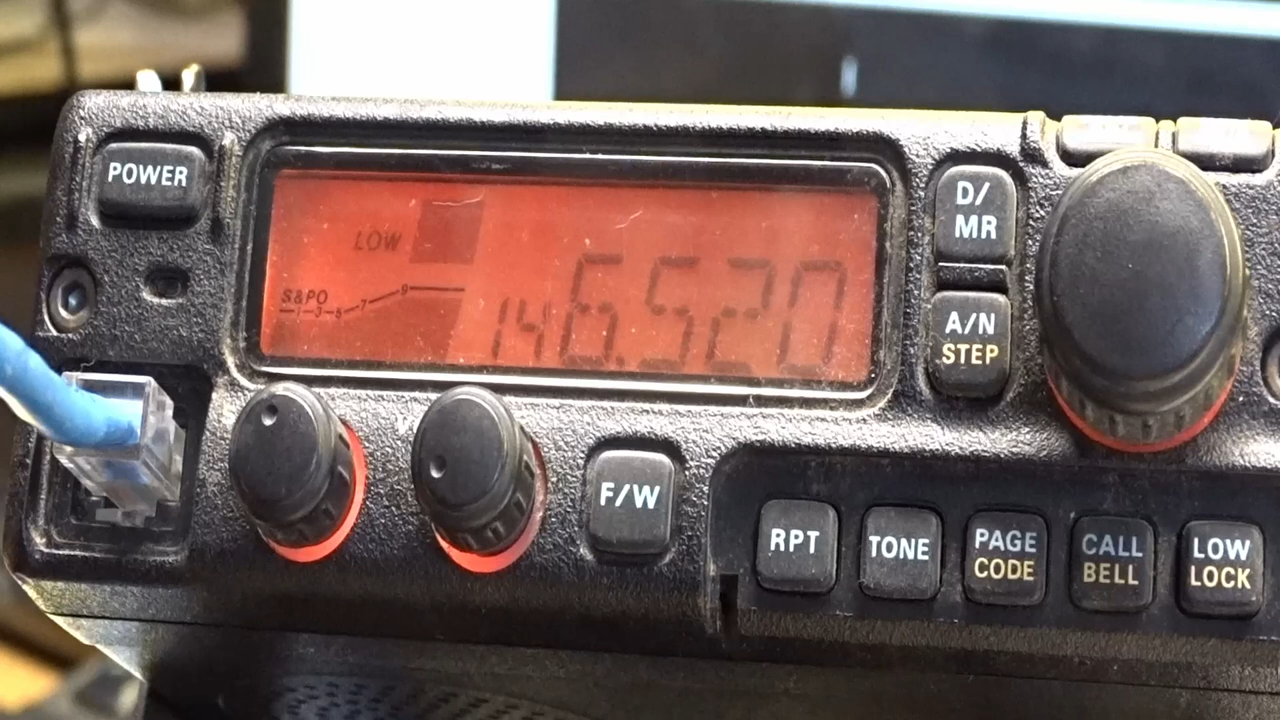 POWER
LOW
S&PO
1-3-5-7-9
146.520
D/
MR
A/N
STEP
F/W
RPT
TONE
PAGE
CODE
CALL
BELL
LOW
LOCK